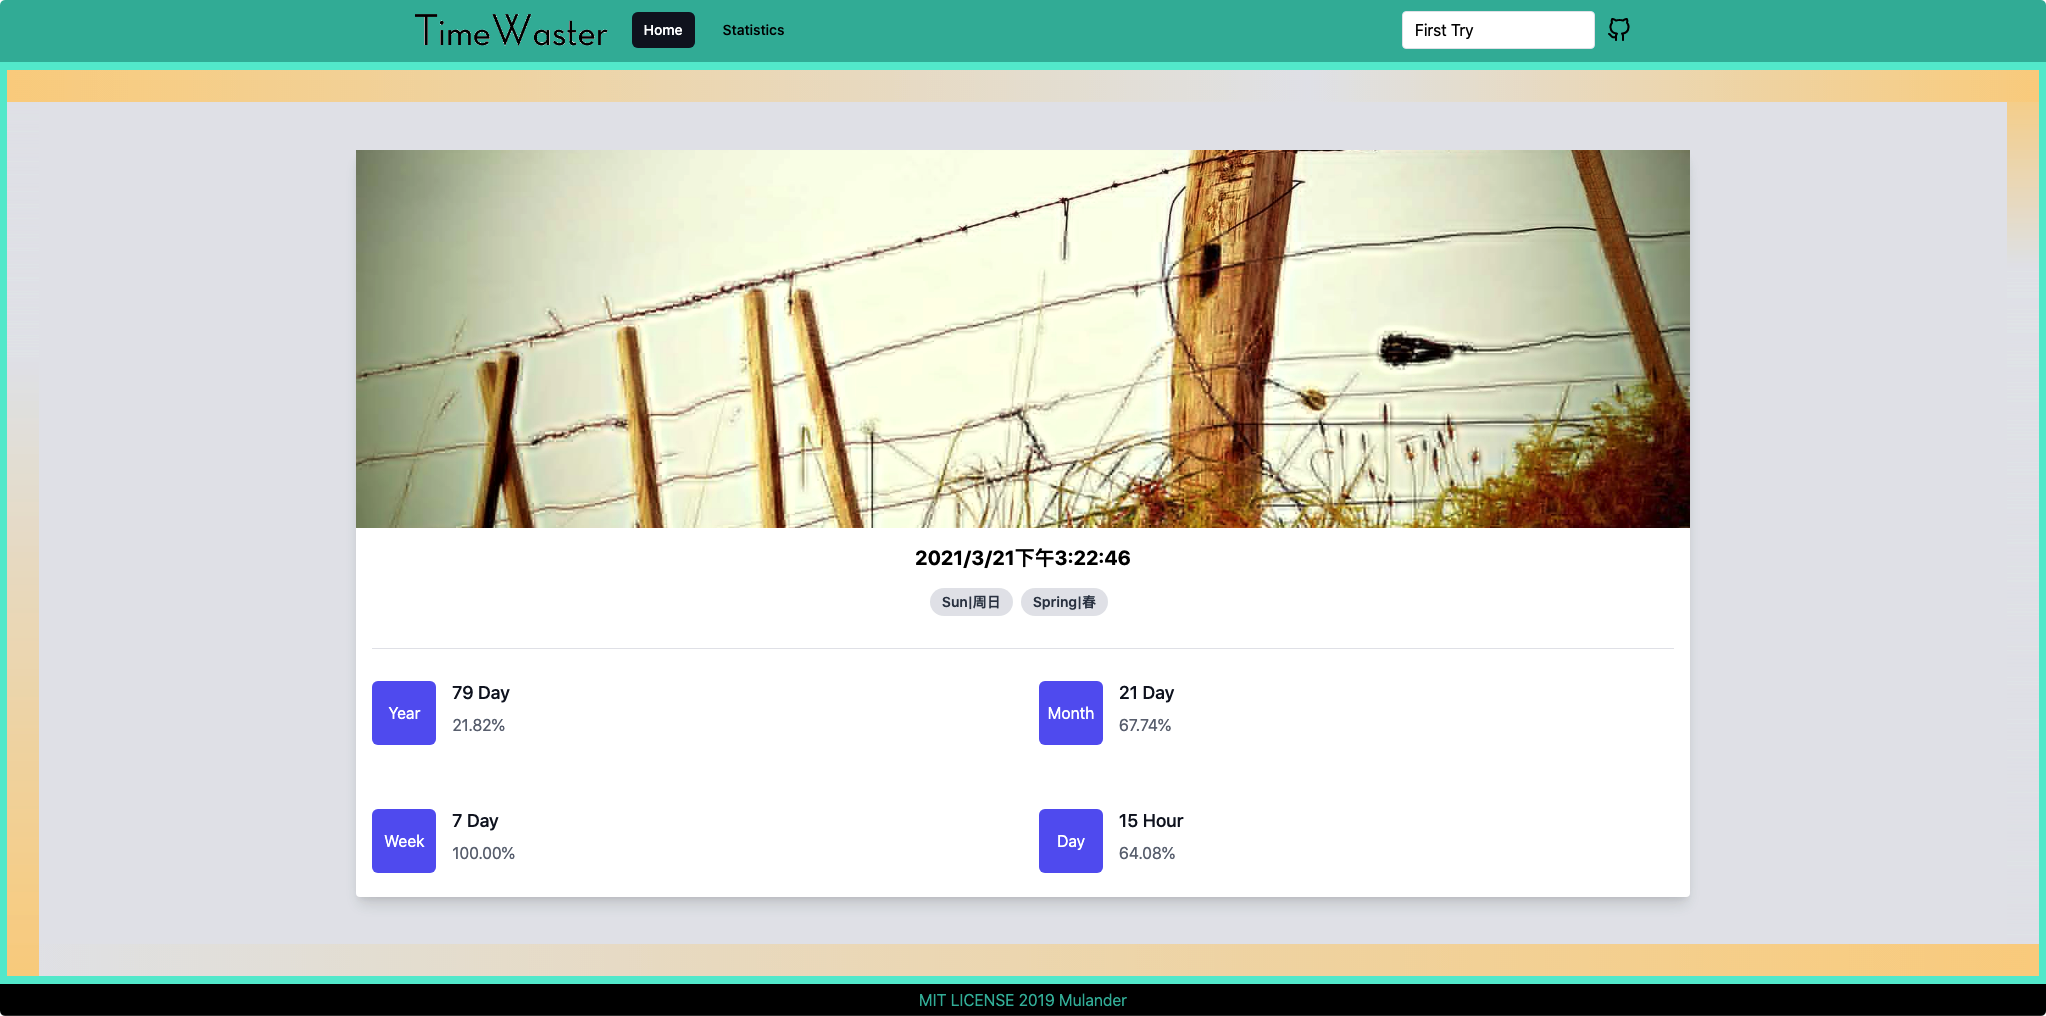 TimeWaster
Home
Statistics
First Try
2021/3/21下午3:22:46
Sun|周日
Spring|春
Year
79 Day
21.82%
Month
21 Day
67.74%
Week
7 Day
100.00%
Day
15 Hour
64.08%
MIT LICENSE 2019 Mulander